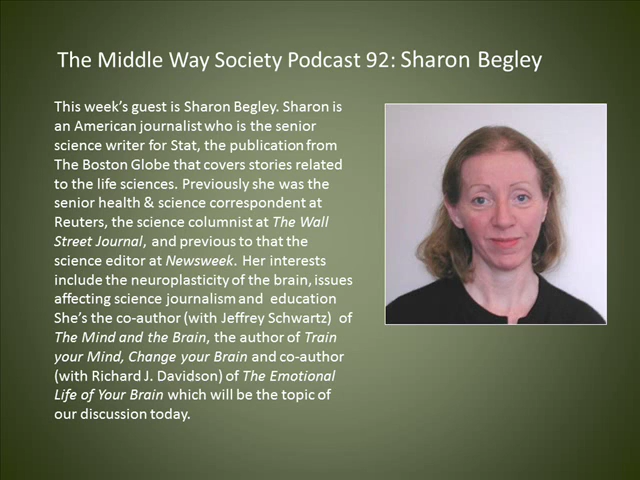 The Middle Way Society Podcast 92: Sharon Begley
This week's guest is Sharon Begley. Sharon is
an American journalist who is the senior
science writer for Stat, the publication from
The Boston Globe that covers stories related
to the life sciences. Previously she was the
senior health & science correspondent at
Reuters, the science columnist at The Wall
Street Journal, and previous to that the
science editor at Newsweek. Her interests
include the neuroplasticity of the brain, issues
affecting science journalism and  education
She's the co-author (with Jeffrey Schwartz)  of
The Mind and the Brain, the author of Train
your Mind, Change your Brain and co-author
(with Richard J. Davidson) of The Emotional
Life of Your Brain which will be the topic of
our discussion today.